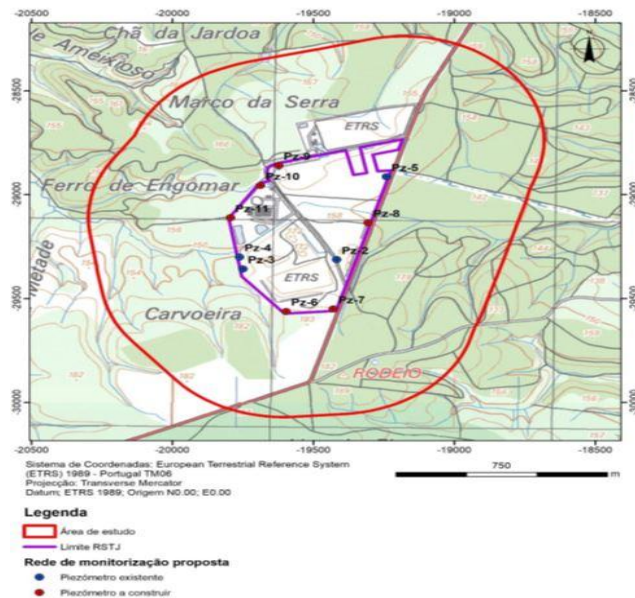 -20500 -20000 -19500 -19000 -18500
Chã da Jardoa
de Ameixioso
-28500
Marco da Serra
ETRS
Pz-9
Pz-10
Pz-5
Ferro de Engomar
-29000
Pz-11
Pz-8
Pz-4
Pz-2
Pz-3
ETRS
-29500
Metade
Carvoeira
Pz-6
Pz-7
183
RODEIO
-30000
-20500 -20000 -19500 -19000 -18500
Sistema de Coordenadas: European Terrestrial Reference System
(ETRS) 1989 - Portugal TM06
Projecção: Transverse Mercator
Datum; ETRS 1989; Origem N0.00; E0.00
750
m
Legenda
Área de estudo
Limite RSTJ
Rede de monitorização proposta
Piezómetro existente
Piezómetro a construir